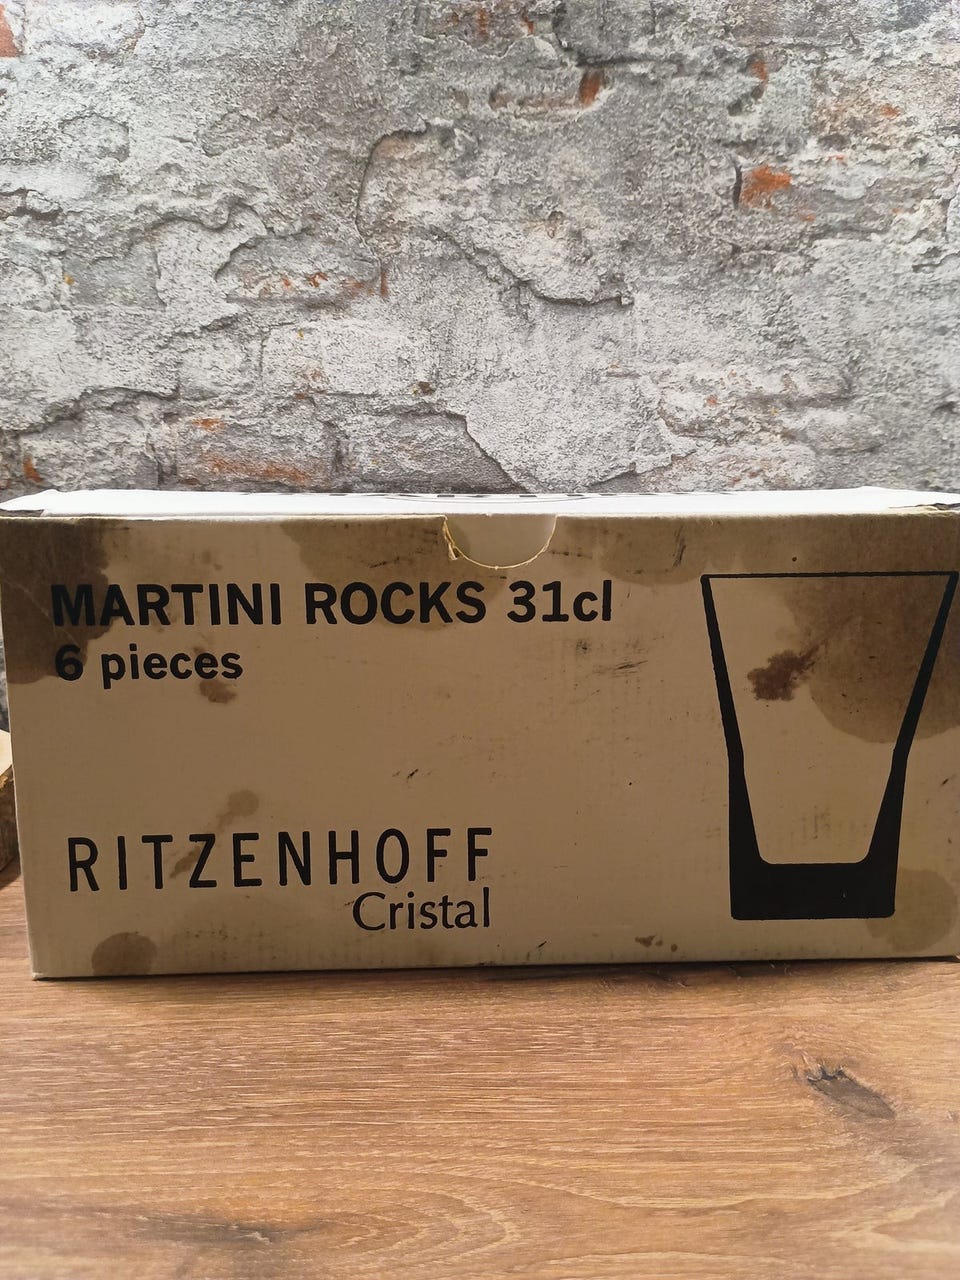 MARTINI ROCKS 31cl
6 pieces
RITZENHOFF
Cristal